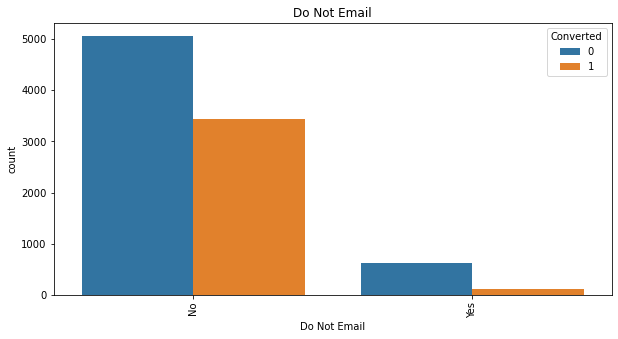 Do Not Email
Converted
0
1
5000
4000
3000
2000
1000
0
count
No
Yes
Do Not Email